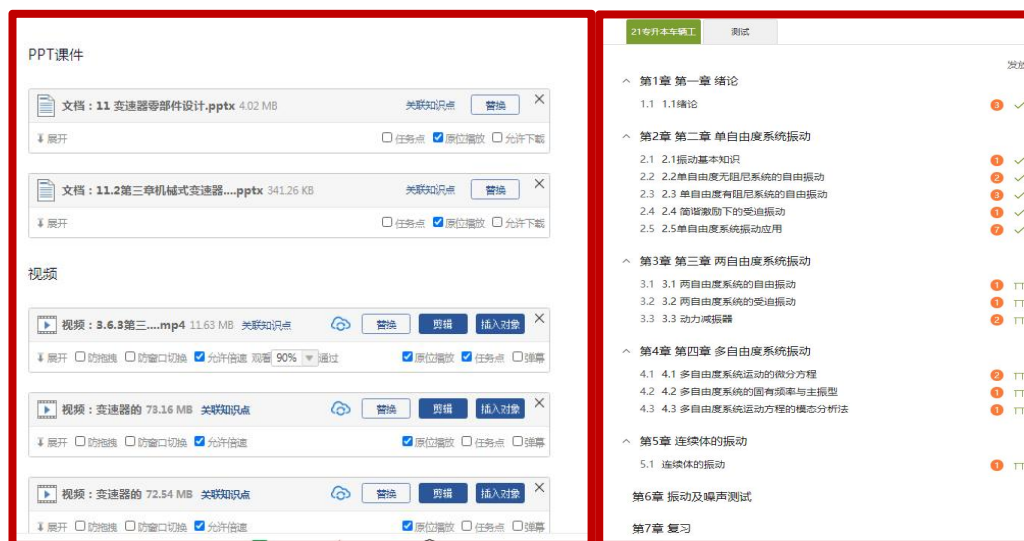 PPT课件
文档：11 变速器零部件设计.pptx 4.02 MB 关联知识点 替换
展开 任务点 原位播放 允许下载
文档：11.2第三章机械式变速器....pptx 341.26 KB 关联知识点 替换
展开 任务点 原位播放 允许下载
视频
视频：3.6.3第三....mp4 11.63 MB 关联知识点 替换 剪辑 插入对象
展开 防拖拽 防窗口切换 允许倍速 观看 90% 通过 原位播放 任务点 弹幕
视频：变速器的 73.16 MB 关联知识点 替换 剪辑 插入对象
展开 防拖拽 防窗口切换 允许倍速 原位播放 任务点 弹幕
视频：变速器的 72.54 MB 关联知识点 替换 剪辑 插入对象
展开 防拖拽 防窗口切换 允许倍速 原位播放 任务点 弹幕
21专升本车辆工 测试
发放
第1章 第一章 绪论
1.1 1.1绪论 3
第2章 第二章 单自由度系统振动
2.1 2.1振动基本知识 1
2.2 2.2单自由度无阻尼系统的自由振动 2
2.3 2.3 单自由度有阻尼系统的自由振动 3
2.4 2.4 简谐激励下的受迫振动 1
2.5 2.5单自由度系统振动应用 7
第3章 第三章 两自由度系统振动
3.1 3.1 两自由度系统的自由振动 1
3.2 3.2 两自由度系统的受迫振动 1
3.3 3.3 动力减振器 2
第4章 第四章 多自由度系统振动
4.1 4.1 多自由度系统运动的微分方程 2
4.2 4.2 多自由度系统的固有频率与主振型 1
4.3 4.3 多自由度系统运动方程的模态分析法 1
第5章 连续体的振动
5.1 连续体的振动 1
第6章 振动及噪声测试
第7章 复习